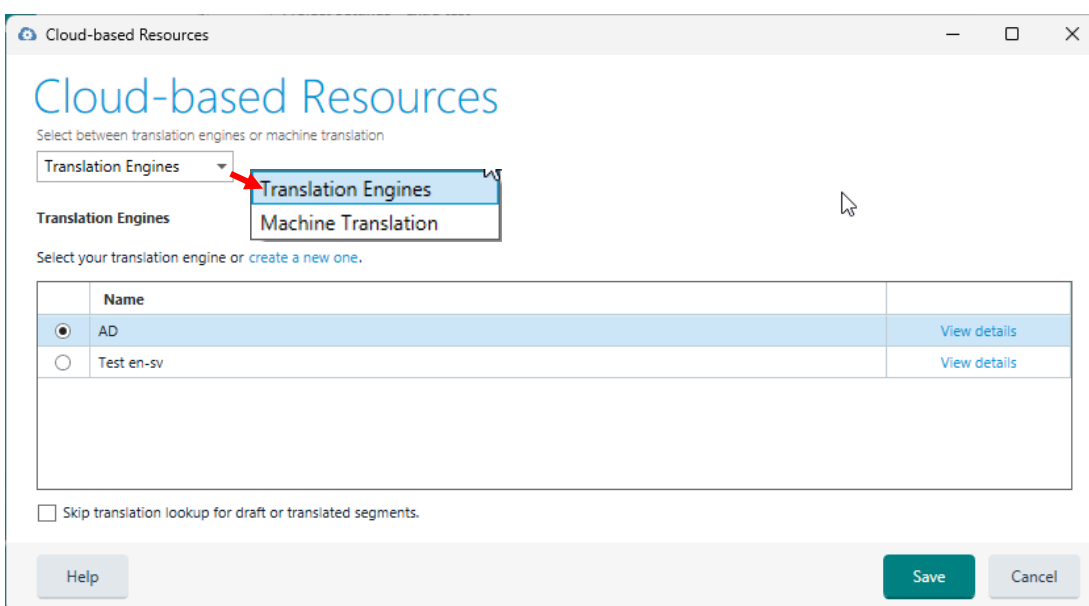 Cloud-based Resources
Cloud-based Resources
Select between translation engines or machine translation
Translation Engines
Translation Engines
Machine Translation
Translation Engines
Select your translation engine or create a new one.
Name
AD View details
Test en-sv View details
Skip translation lookup for draft or translated segments.
Help Save Cancel